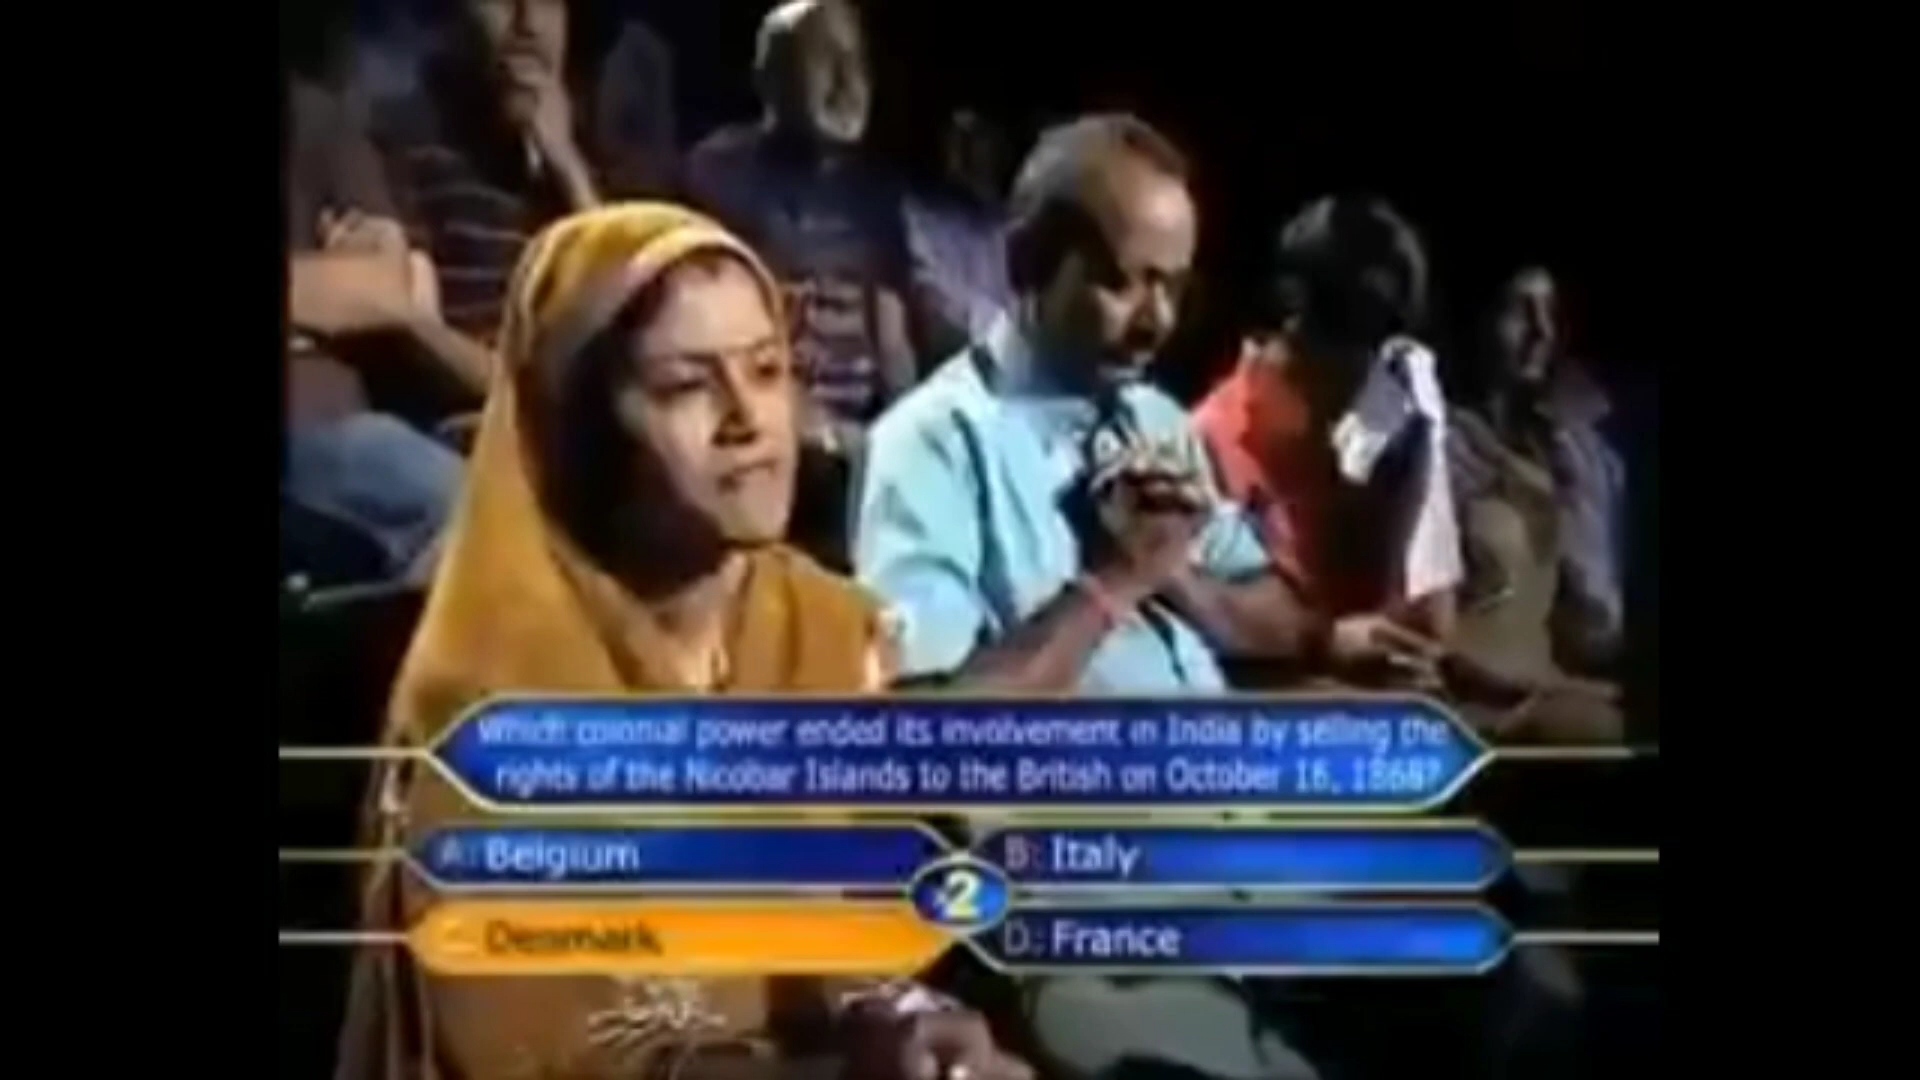 Which colonial power ended its involvement in India by selling the
rights of the Nicobar Islands to the British on October 16, 1868?
A: Belgium
B: Italy
2
C: Denmark
D: France